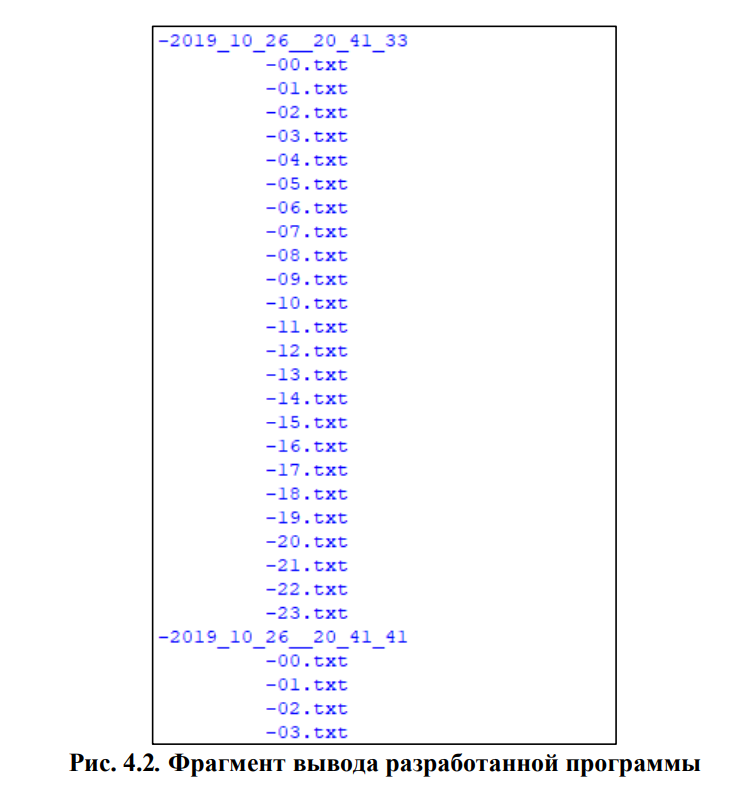 -2019_10_26__20_41_33
-00.txt
-01.txt
-02.txt
-03.txt
-04.txt
-05.txt
-06.txt
-07.txt
-08.txt
-09.txt
-10.txt
-11.txt
-12.txt
-13.txt
-14.txt
-15.txt
-16.txt
-17.txt
-18.txt
-19.txt
-20.txt
-21.txt
-22.txt
-23.txt
-2019_10_26__20_41_41
-00.txt
-01.txt
-02.txt
-03.txt
Рис. 4.2. Фрагмент вывода разработанной программы